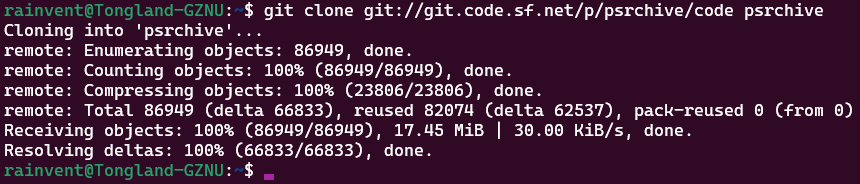 rainvent@Tongland-GZNU:~$ git clone git://git.code.sf.net/p/psrchive/code psrchive
Cloning into 'psrchive'...
remote: Enumerating objects: 86949, done.
remote: Counting objects: 100% (86949/86949), done.
remote: Compressing objects: 100% (23806/23806), done.
remote: Total 86949 (delta 66833), reused 82074 (delta 62537), pack-reused 0 (from 0)
Receiving objects: 100% (86949/86949), 17.45 MiB | 30.00 KiB/s, done.
Resolving deltas: 100% (66833/66833), done.
rainvent@Tongland-GZNU:~$